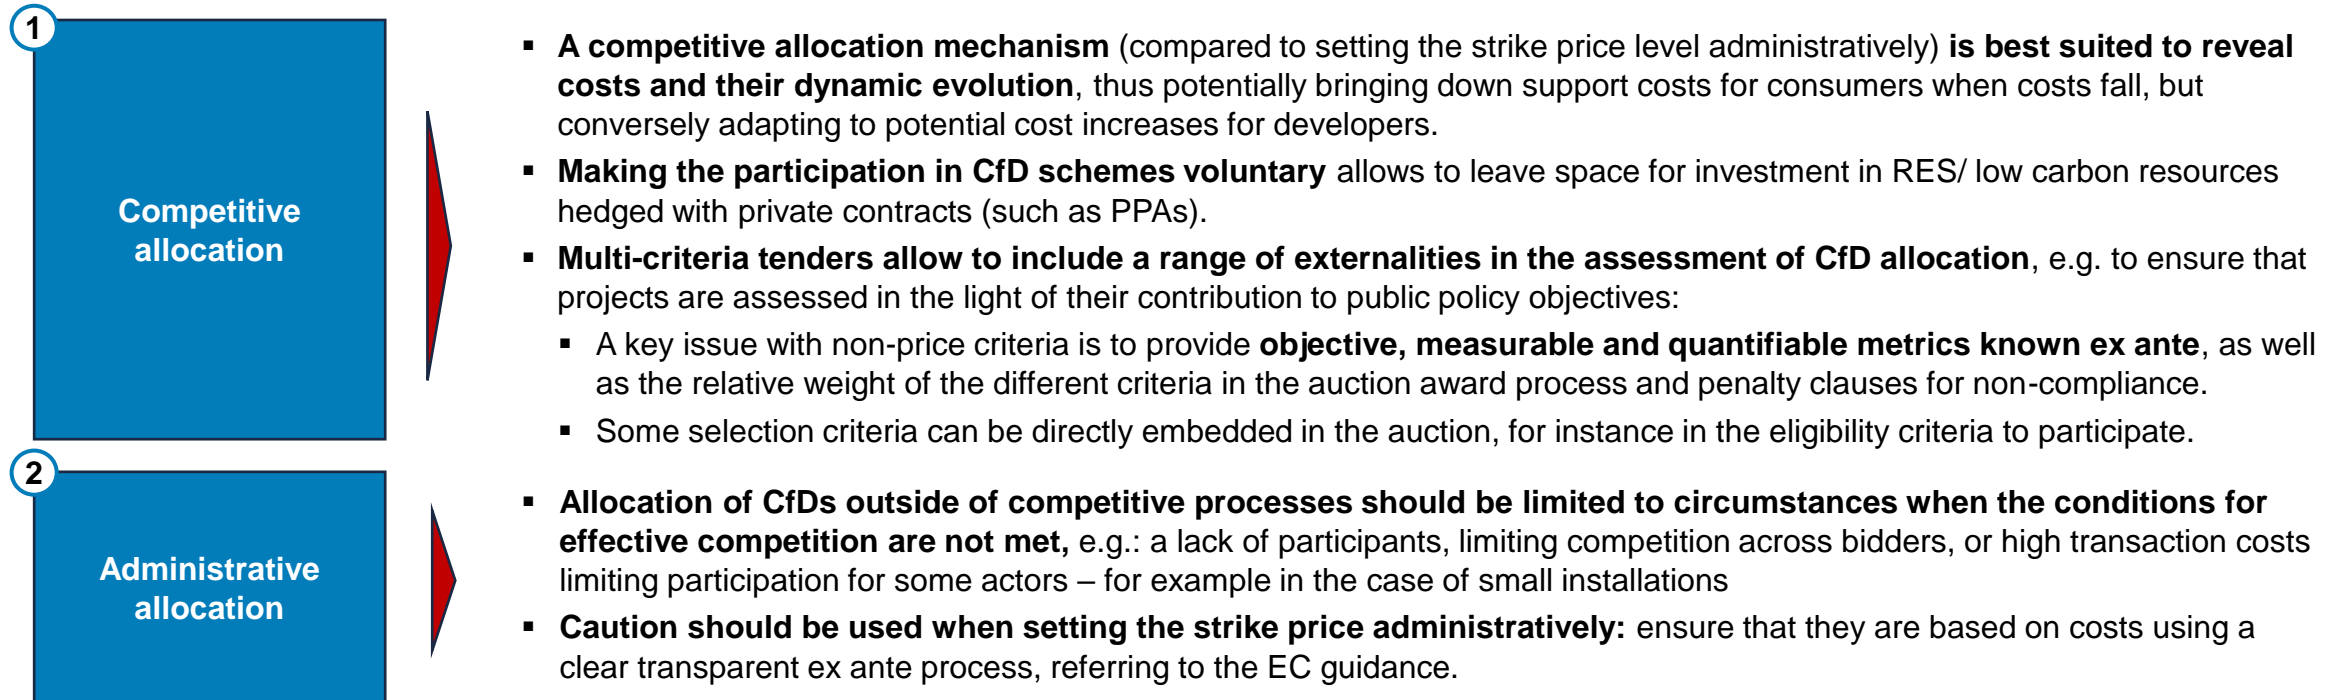 1
Competitive
allocation
▪ A competitive allocation mechanism (compared to setting the strike price level administratively) is best suited to reveal
costs and their dynamic evolution, thus potentially bringing down support costs for consumers when costs fall, but
conversely adapting to potential cost increases for developers.
▪ Making the participation in CfD schemes voluntary allows to leave space for investment in RES/ low carbon resources
hedged with private contracts (such as PPAs).
▪ Multi-criteria tenders allow to include a range of externalities in the assessment of CfD allocation, e.g. to ensure that
projects are assessed in the light of their contribution to public policy objectives:
▪ A key issue with non-price criteria is to provide objective, measurable and quantifiable metrics known ex ante, as well
as the relative weight of the different criteria in the auction award process and penalty clauses for non-compliance.
▪ Some selection criteria can be directly embedded in the auction, for instance in the eligibility criteria to participate.
2
Administrative
allocation
▪ Allocation of CfDs outside of competitive processes should be limited to circumstances when the conditions for
effective competition are not met, e.g.: a lack of participants, limiting competition across bidders, or high transaction costs
limiting participation for some actors – for example in the case of small installations
▪ Caution should be used when setting the strike price administratively: ensure that they are based on costs using a
clear transparent ex ante process, referring to the EC guidance.